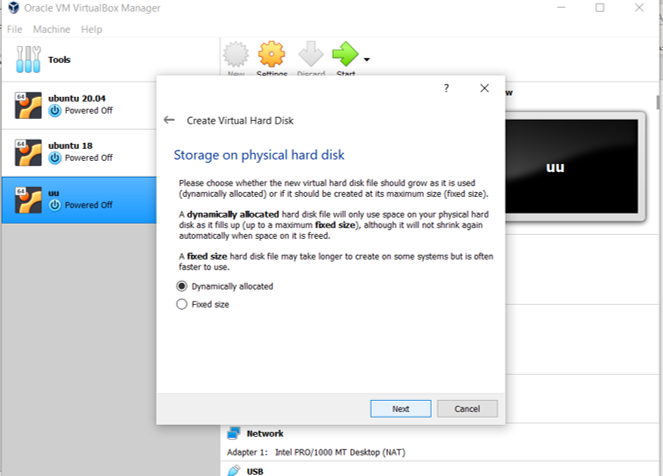 Oracle VM VirtualBox Manager
File Machine Help
Tools
New Settings Discard Start
64 ubuntu 20.04
Powered Off
64 ubuntu 18
Powered Off
64 uu
Powered Off
uu
?
Create Virtual Hard Disk
Storage on physical hard disk
Please choose whether the new virtual hard disk file should grow as it is used
(dynamically allocated) or if it should be created at its maximum size (fixed size).
A dynamically allocated hard disk file will only use space on your physical hard
disk as it fills up (up to a maximum fixed size), although it will not shrink again
automatically when space on it is freed.
A fixed size hard disk file may take longer to create on some systems but is often
faster to use.
Dynamically allocated
Fixed size
Next Cancel
Network
Adapter 1: Intel PRO/1000 MT Desktop (NAT)
USB